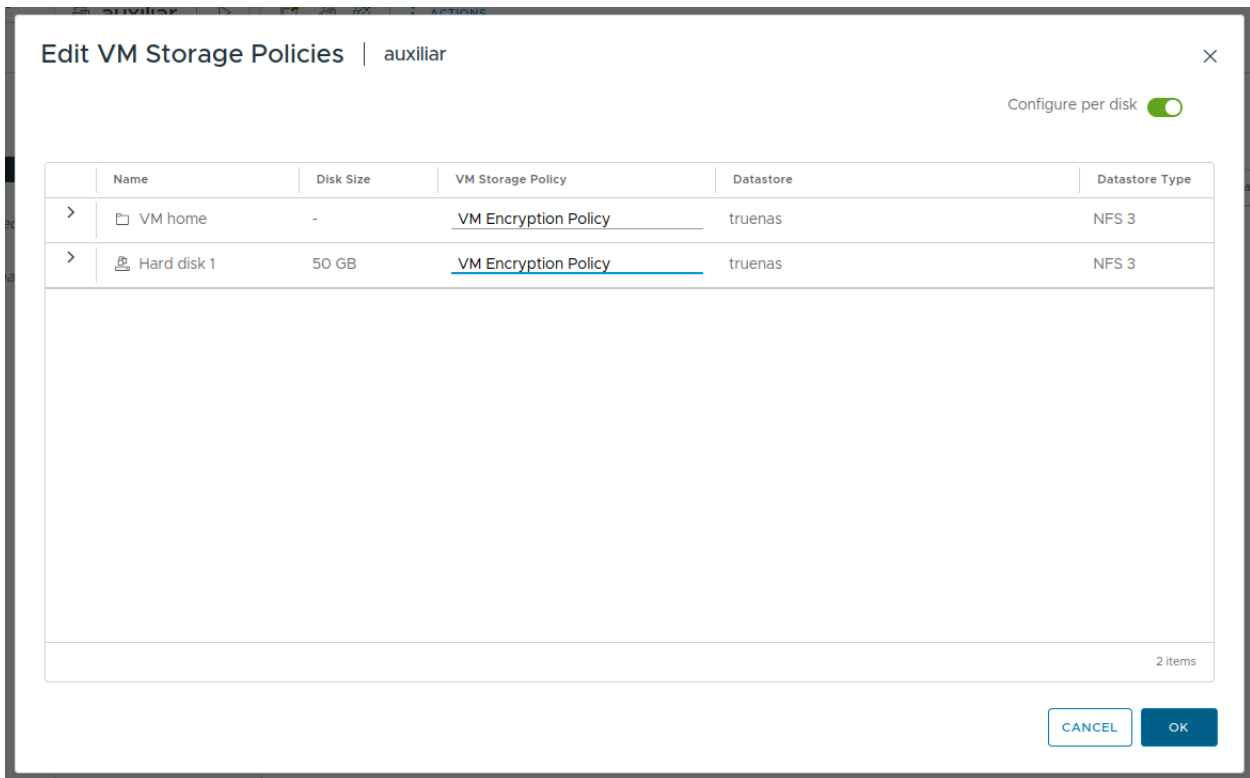 auxiliar ACTIONS
Edit VM Storage Policies | auxiliar
Configure per disk
Name Disk Size VM Storage Policy Datastore Datastore Type
VM home - VM Encryption Policy truenas NFS 3
Hard disk 1 50 GB VM Encryption Policy truenas NFS 3
2 items
CANCEL OK